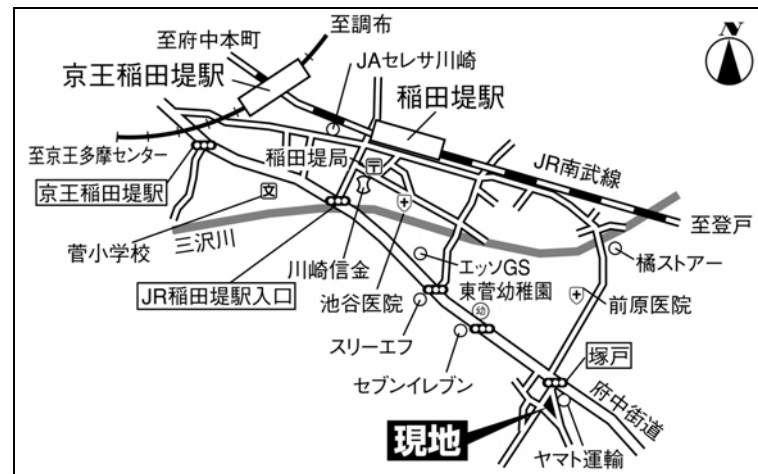 至調布
N
至府中本町
JAセレサ川崎
京王稲田堤駅
稲田堤駅
至京王多摩センター
稲田堤局
〒
JR南武線
京王稲田堤駅
文
至登戸
菅小学校
三沢川
川崎信金
エッソGS
橘ストアー
JR稲田堤駅入口
池谷医院
東菅幼稚園
前原医院
幼
スリーエフ
塚戸
セブンイレブン
府中街道
現地
ヤマト運輸